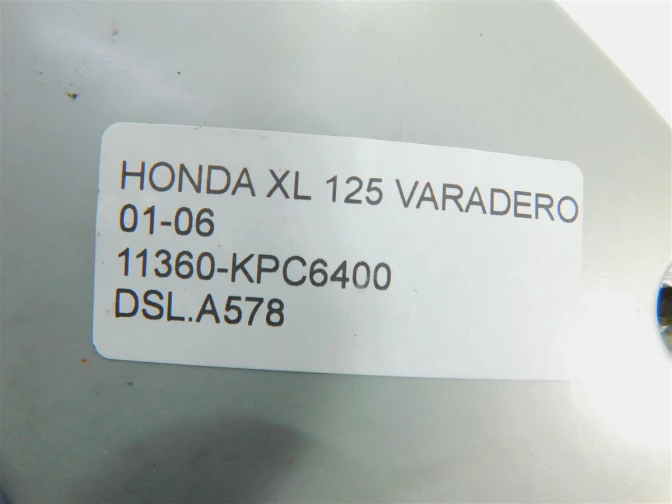 HONDA XL 125 VARADERO
01-06
11360-KPC6400
DSL.A578